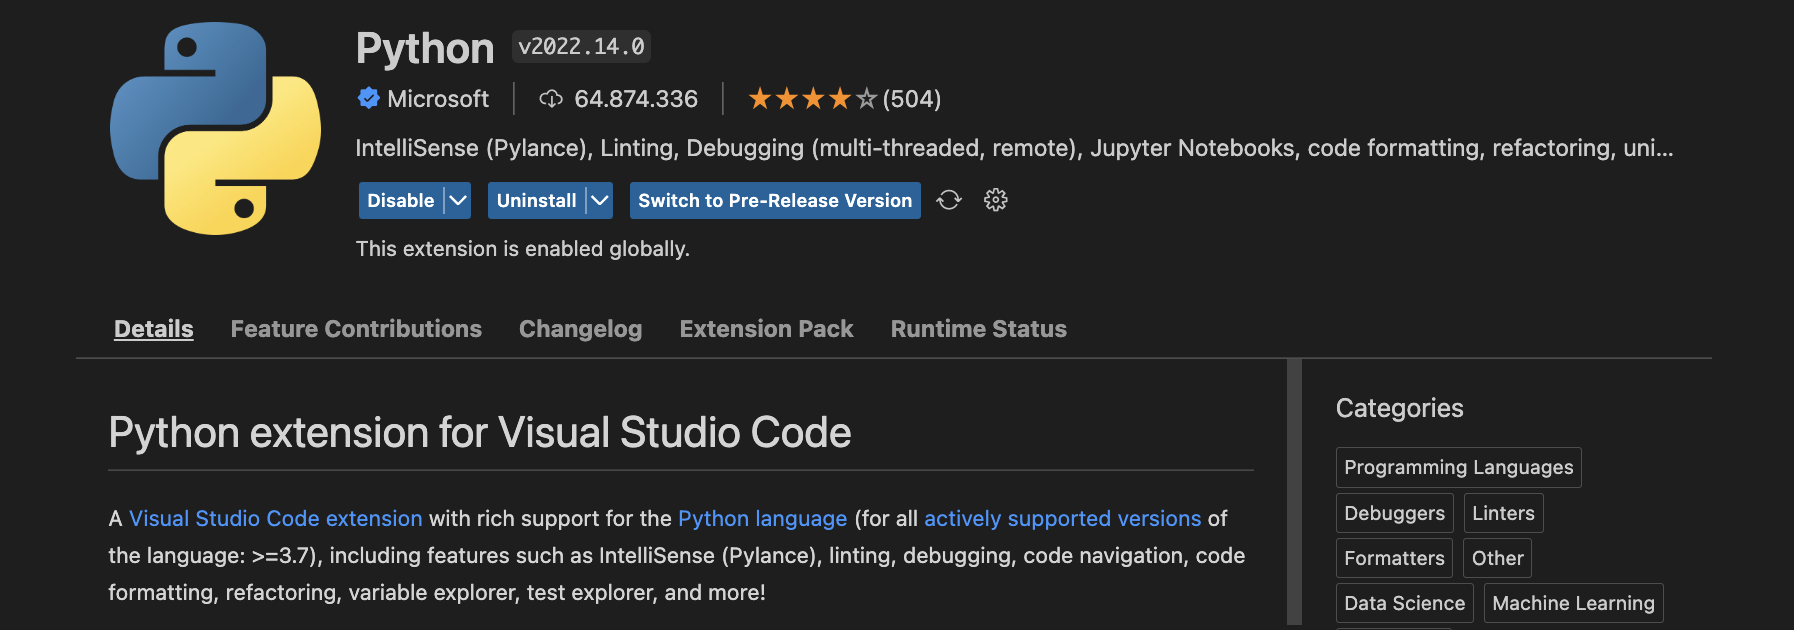 Python v2022.14.0
Microsoft 64.874.336 (504)
IntelliSense (Pylance), Linting, Debugging (multi-threaded, remote), Jupyter Notebooks, code formatting, refactoring, uni...
Disable Uninstall Switch to Pre-Release Version
This extension is enabled globally.
Details Feature Contributions Changelog Extension Pack Runtime Status
Python extension for Visual Studio Code
A Visual Studio Code extension with rich support for the Python language (for all actively supported versions of
the language: >=3.7), including features such as IntelliSense (Pylance), linting, debugging, code navigation, code
formatting, refactoring, variable explorer, test explorer, and more!
Categories
Programming Languages
Debuggers Linters
Formatters Other
Data Science Machine Learning